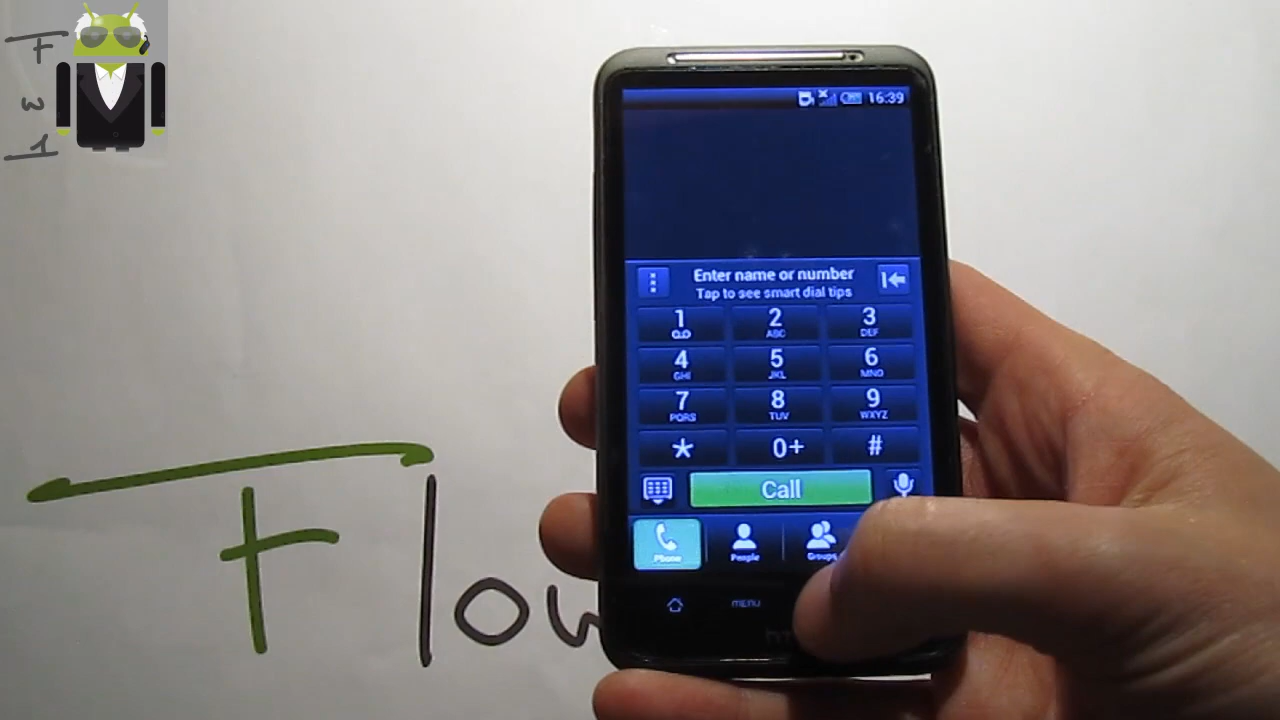 F
w
1
16:39
Enter name or number
Tap to see smart dial tips
1 2 ABC 3 DEF
4 GHI 5 JKL 6 MNO
7 PQRS 8 TUV 9 WXYZ
* 0+ #
Call
Phone People Groups
MENU
Flow